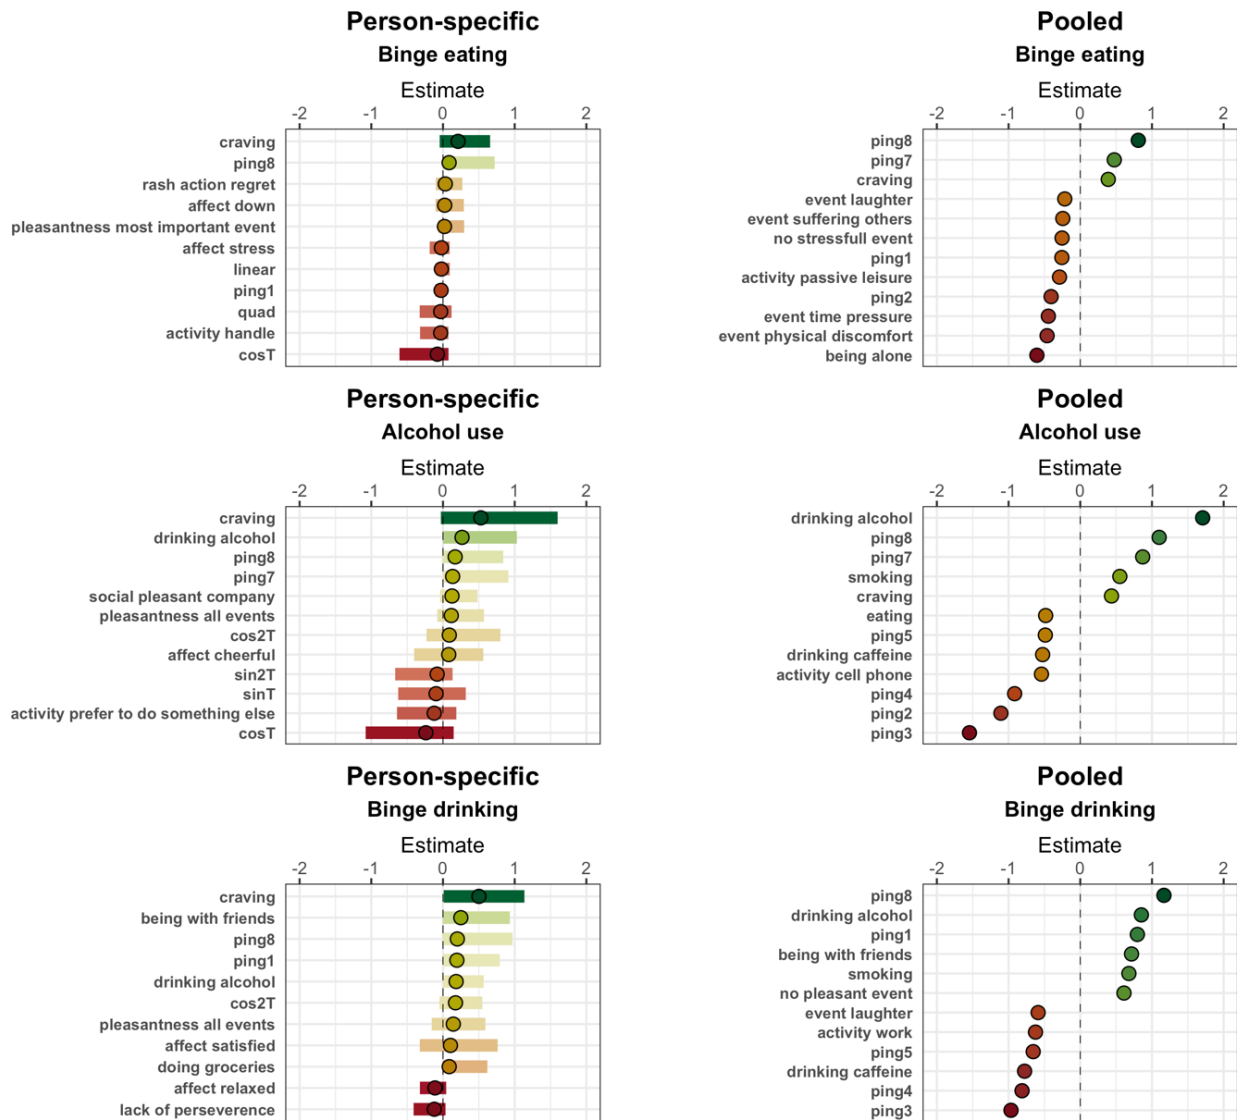 Person-specific
Binge eating
Estimate
-2 -1 0 1 2
craving
ping8
rash action regret
affect down
pleasantness most important event
affect stress
linear
ping1
quad
activity handle
cosT
Pooled
Binge eating
Estimate
-2 -1 0 1 2
ping8
ping7
craving
event laughter
event suffering others
no stressfull event
ping1
activity passive leisure
ping2
event time pressure
event physical discomfort
being alone
Person-specific
Alcohol use
Estimate
-2 -1 0 1 2
craving
drinking alcohol
ping8
ping7
social pleasant company
pleasantness all events
cos2T
affect cheerful
sin2T
sinT
activity prefer to do something else
cosT
Pooled
Alcohol use
Estimate
-2 -1 0 1 2
drinking alcohol
ping8
ping7
smoking
craving
eating
ping5
drinking caffeine
activity cell phone
ping4
ping2
ping3
Person-specific
Binge drinking
Estimate
-2 -1 0 1 2
craving
being with friends
ping8
ping1
drinking alcohol
cos2T
pleasantness all events
affect satisfied
doing groceries
affect relaxed
lack of perseverence
Pooled
Binge drinking
Estimate
-2 -1 0 1 2
ping8
drinking alcohol
ping1
being with friends
smoking
no pleasant event
event laughter
activity work
ping5
drinking caffeine
ping4
ping3